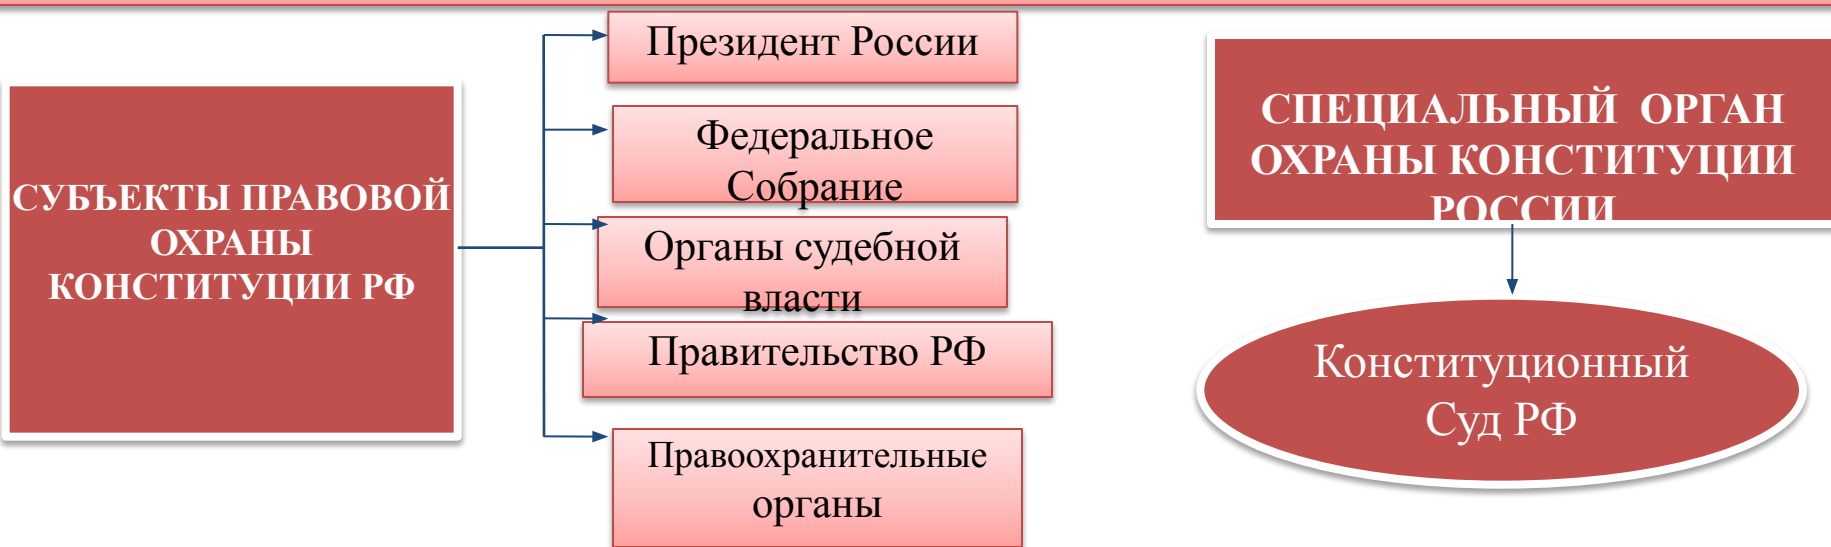 СУБЪЕКТЫ ПРАВОВОЙ
ОХРАНЫ
КОНСТИТУЦИИ РФ
Президент России
Федеральное
Собрание
Органы судебной
власти
Правительство РФ
Правоохранительные
органы
СПЕЦИАЛЬНЫЙ ОРГАН
ОХРАНЫ КОНСТИТУЦИИ
РОССИИ
Конституционный
Суд РФ